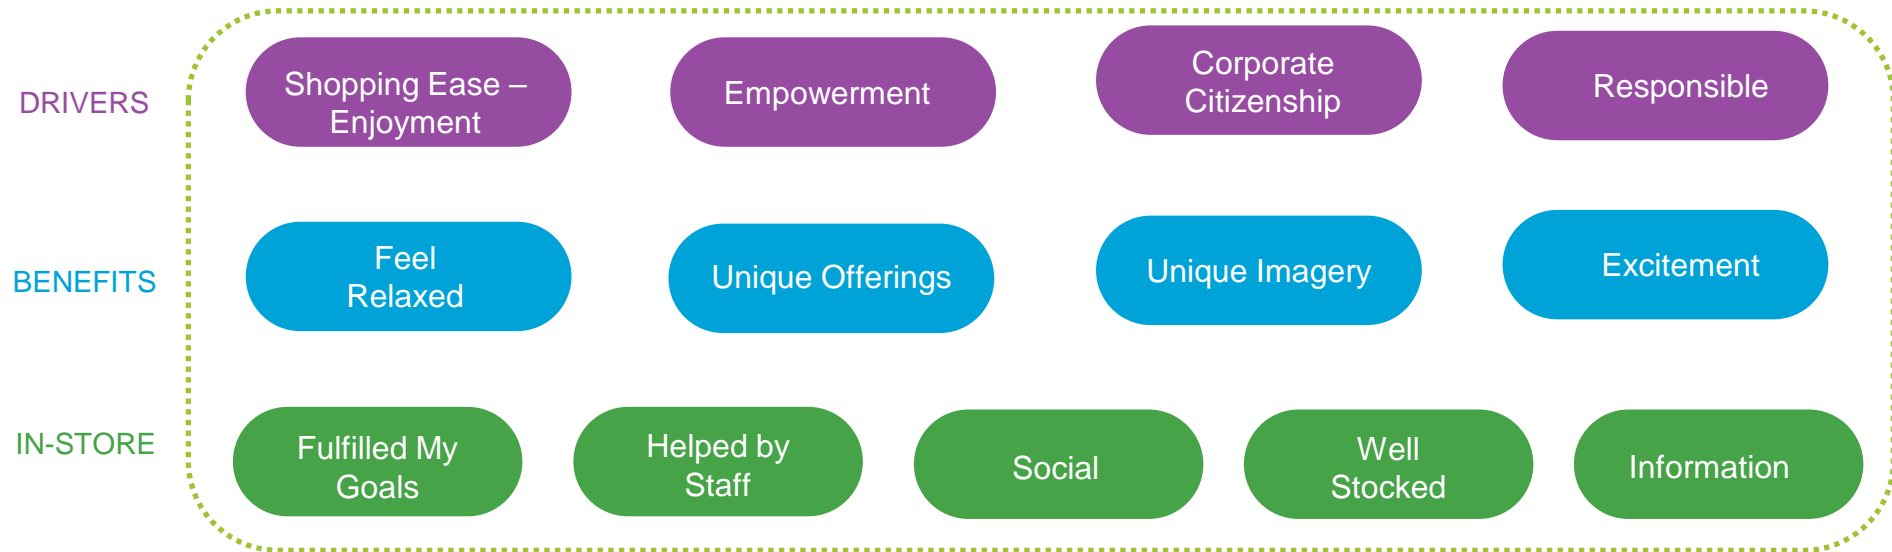 DRIVERS
Shopping Ease –
Enjoyment
Empowerment
Corporate
Citizenship
Responsible
BENEFITS
Feel
Relaxed
Unique Offerings
Unique Imagery
Excitement
IN-STORE
Fulfilled My
Goals
Helped by
Staff
Social
Well
Stocked
Information